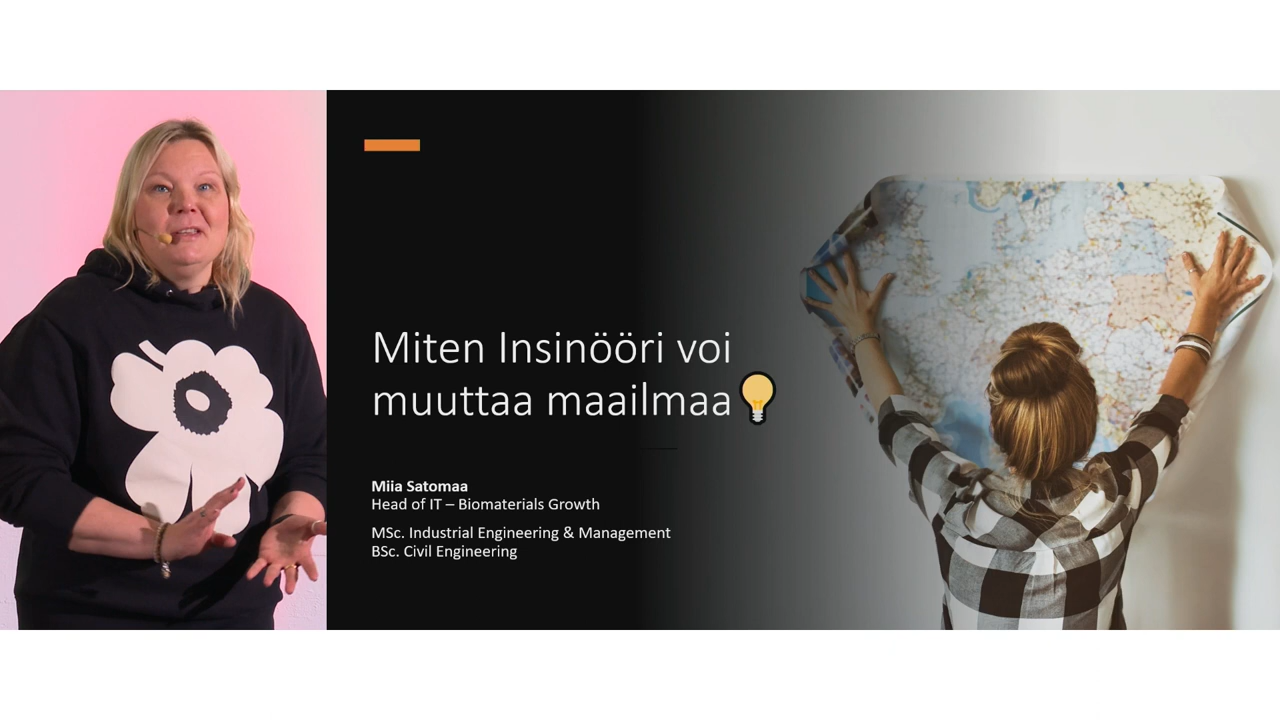 Miten Insinööri voi
muuttaa maailmaa
Miia Satomaa
Head of IT – Biomaterials Growth
MSc. Industrial Engineering & Management
BSc. Civil Engineering